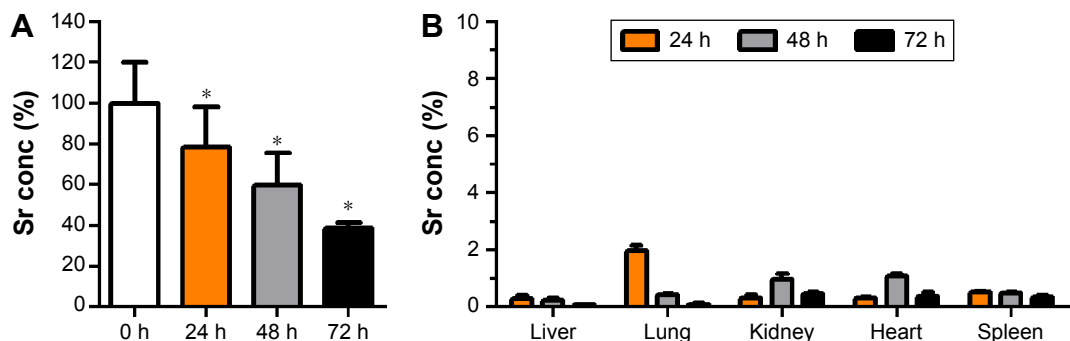 A
Sr conc (%)
140
120
100
80
60
40
20
0
*
*
*
0 h 24 h 48 h 72 h
B
Sr conc (%)
10
8
6
4
2
0
24 h 48 h 72 h
Liver Lung Kidney Heart Spleen